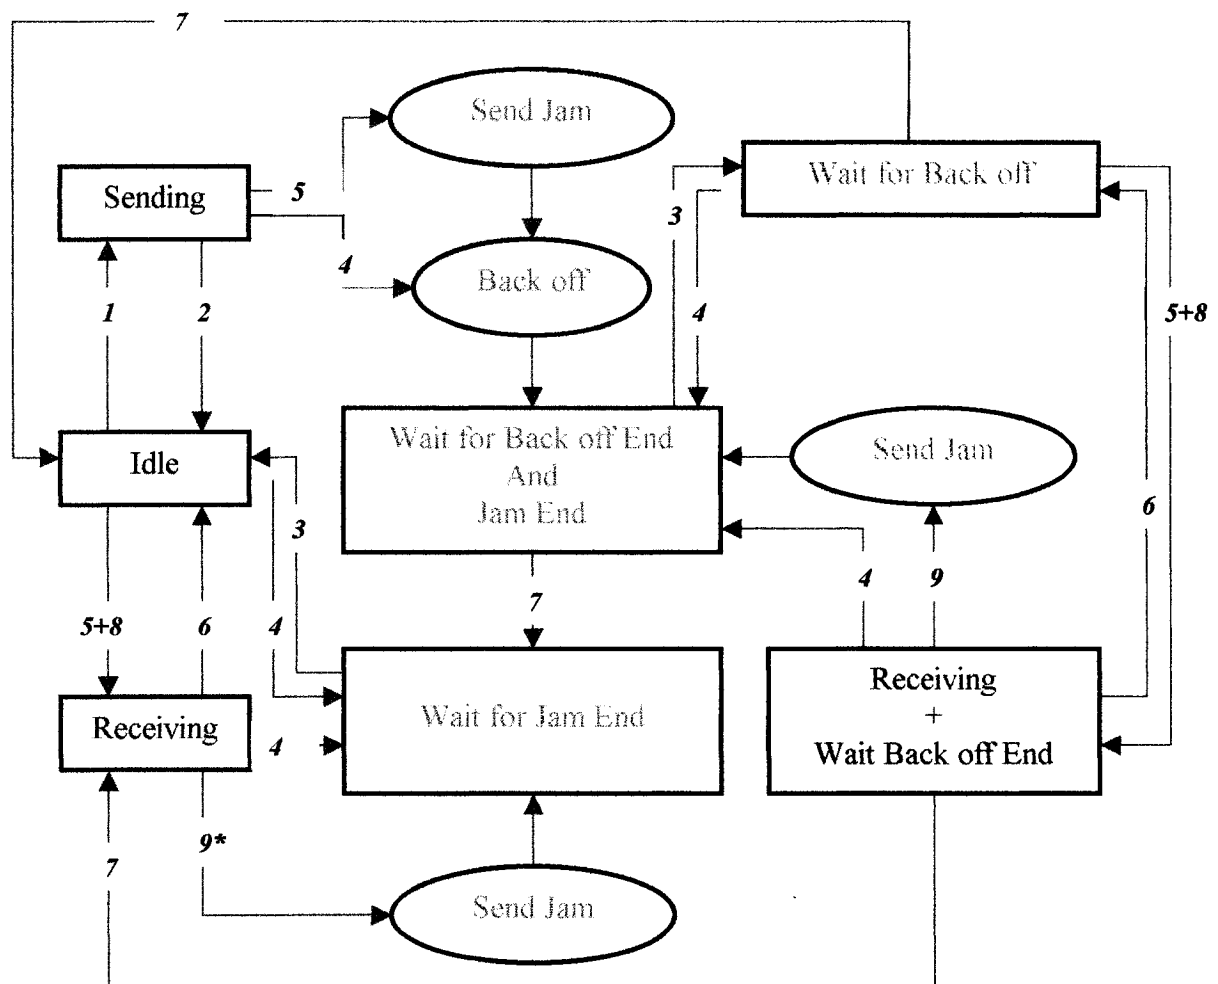 7
Send Jam
Wait for Back off
Sending
5
3
4
Back off
1
2
4
5+8
Wait for Back off End
And
Jam End
Send Jam
Idle
3
6
4
9
7
5+8
6
4
Receiving
+
Wait Back off End
Receiving
4
Wait for Jam End
9*
7
Send Jam